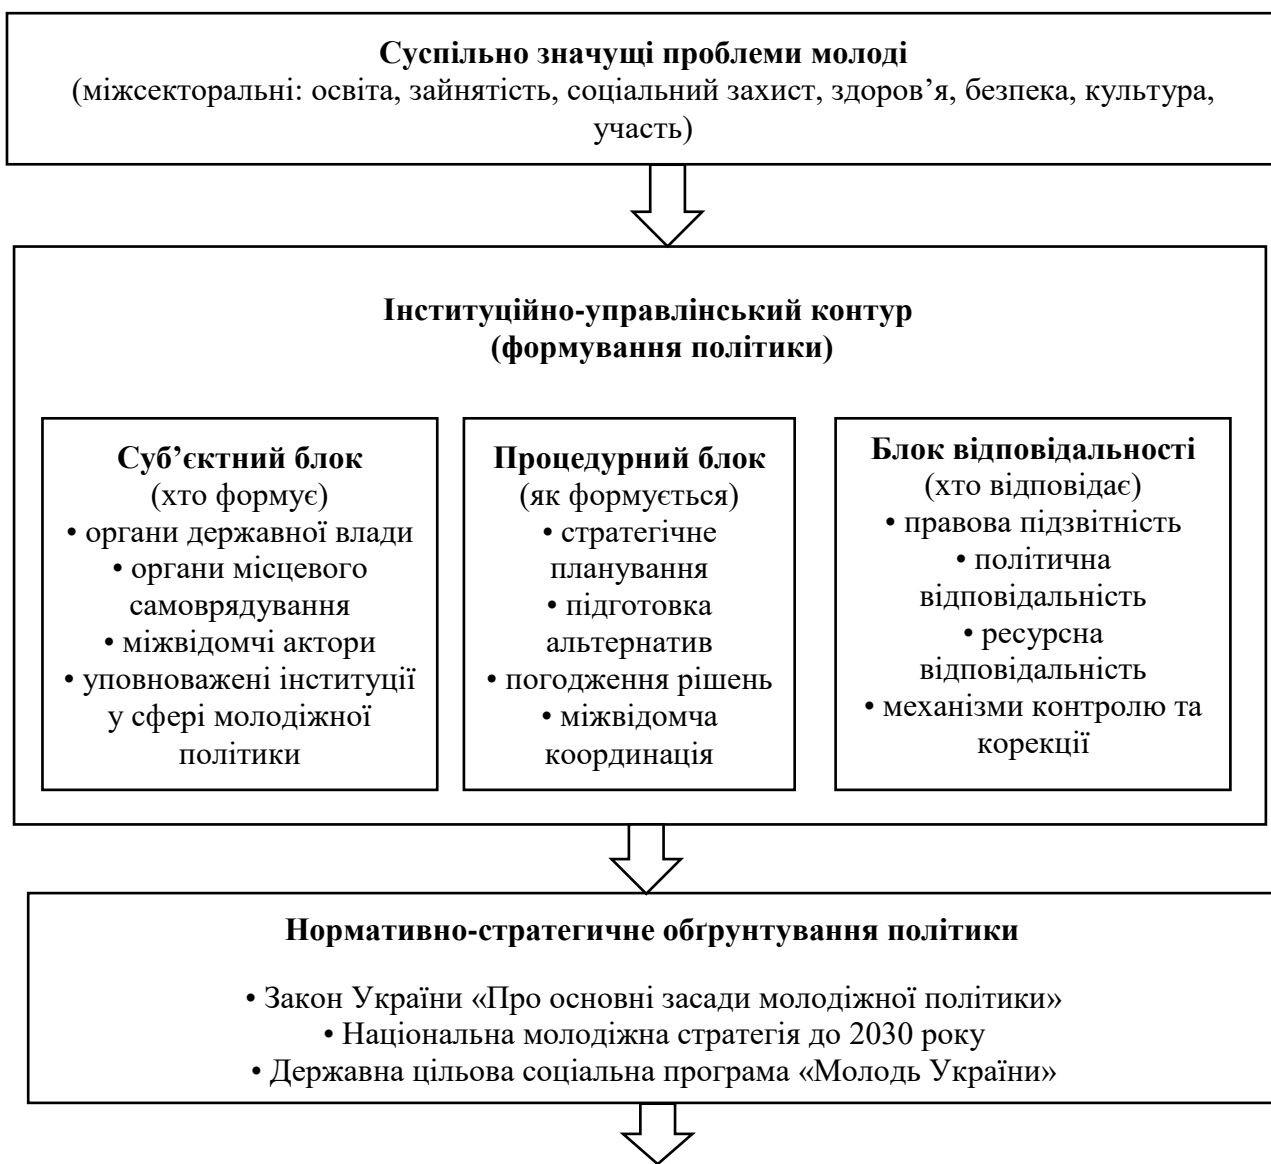 Суспільно значущі проблеми молоді
(міжсекторальні: освіта, зайнятість, соціальний захист, здоров’я, безпека, культура,
участь)
Інституційно-управлінський контур
(формування політики)
Суб’єктний блок
(хто формує)
• органи державної влади
• органи місцевого
самоврядування
• міжвідомчі актори
• уповноважені інституції
у сфері молодіжної
політики
Процедурний блок
(як формується)
• стратегічне
планування
• підготовка
альтернатив
• погодження рішень
• міжвідомча
координація
Блок відповідальності
(хто відповідає)
• правова підзвітність
• політична
відповідальність
• ресурсна
відповідальність
• механізми контролю та
корекції
Нормативно-стратегичне обґрунтування політики
• Закон України «Про основні засади молодіжної політики»
• Національна молодіжна стратегія до 2030 року
• Державна цільова соціальна програма «Молодь України»